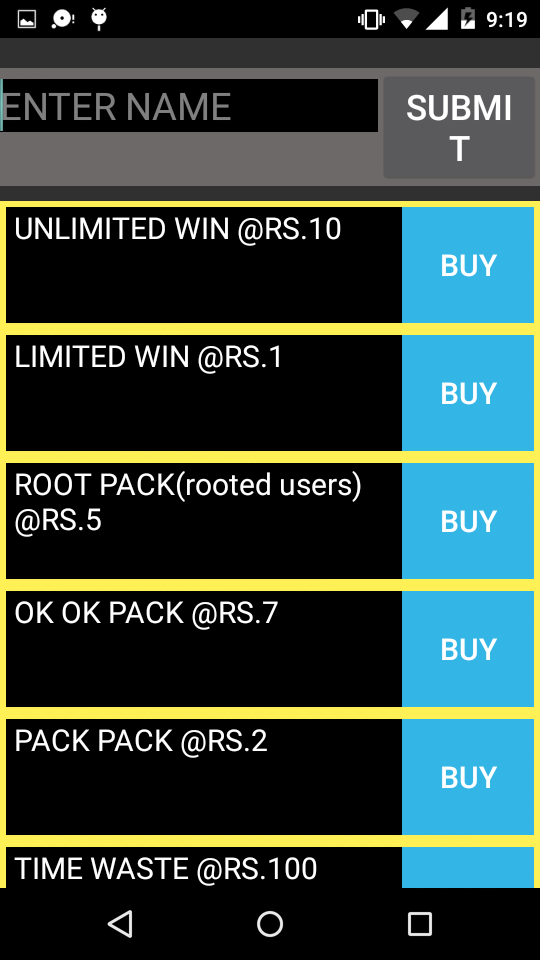 9:19
ENTER NAME
SUBMI
T
UNLIMITED WIN @RS.10
BUY
LIMITED WIN @RS.1
BUY
ROOT PACK(rooted users)
@RS.5
BUY
OK OK PACK @RS.7
BUY
PACK PACK @RS.2
BUY
TIME WASTE @RS.100